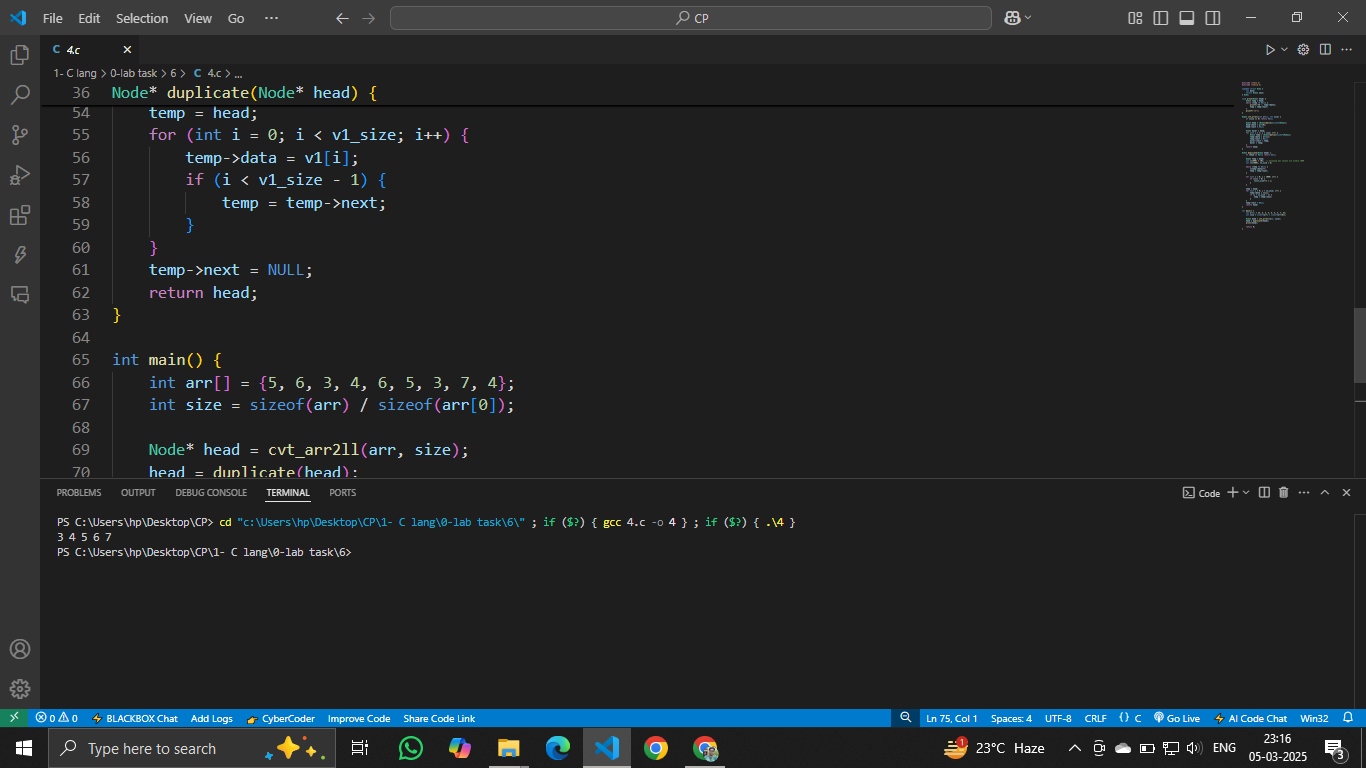 File Edit Selection View Go ··· CP
C 4.c
1- C lang > 0-lab task > 6 > C 4.c > ...
36 Node* duplicate(Node* head) {
54 temp = head;
55 for (int i = 0; i < v1_size; i++) {
56 temp->data = v1[i];
57 if (i < v1_size - 1) {
58 temp = temp->next;
59 }
60 }
61 temp->next = NULL;
62 return head;
63 }
64
65 int main() {
66 int arr[] = {5, 6, 3, 4, 6, 5, 3, 7, 4};
67 int size = sizeof(arr) / sizeof(arr[0]);
68
69 Node* head = cvt_arr2ll(arr, size);
70 head = duplicate(head);
PROBLEMS OUTPUT DEBUG CONSOLE TERMINAL PORTS Code
PS C:\Users\hp\Desktop\CP> cd "c:\Users\hp\Desktop\CP\1- C lang\0-lab task\6\" ; if ($?) { gcc 4.c -o 4 } ; if ($?) { .\4 }
3 4 5 6 7
PS C:\Users\hp\Desktop\CP\1- C lang\0-lab task\6>
0 0 BLACKBOX Chat Add Logs CyberCoder Improve Code Share Code Link Ln 75, Col 1 Spaces: 4 UTF-8 CRLF {} C Go Live AI Code Chat Win32
Type here to search 1 23°C Haze ENG 23:16
05-03-2025 3